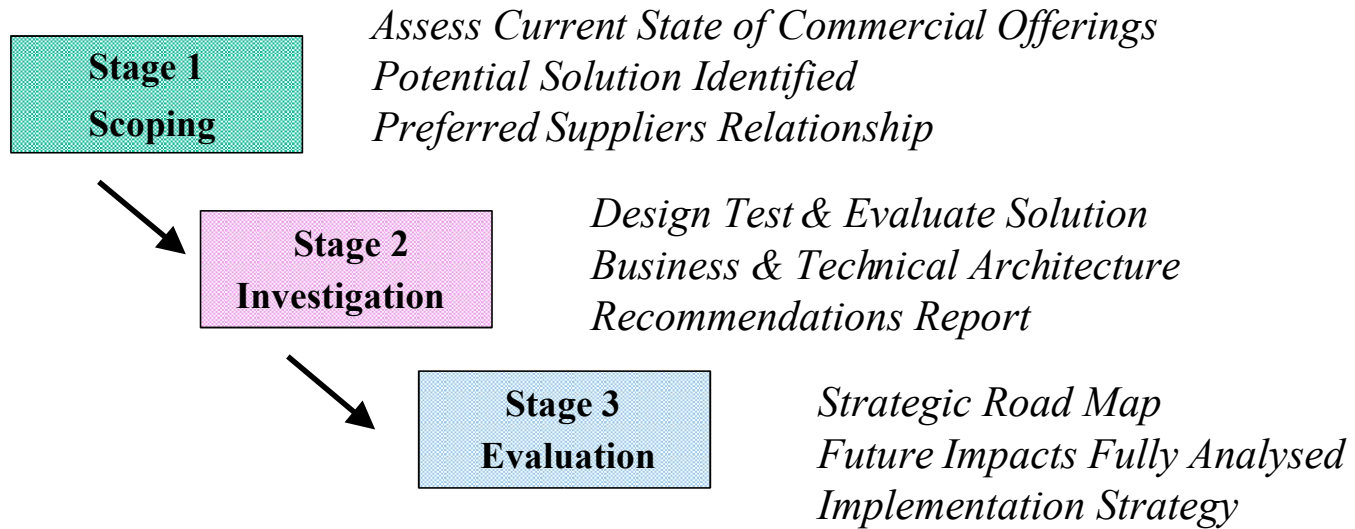 Stage 1
Scoping
Assess Current State of Commercial Offerings
Potential Solution Identified
Preferred Suppliers Relationship
Stage 2
Investigation
Design Test & Evaluate Solution
Business & Technical Architecture
Recommendations Report
Stage 3
Evaluation
Strategic Road Map
Future Impacts Fully Analysed
Implementation Strategy